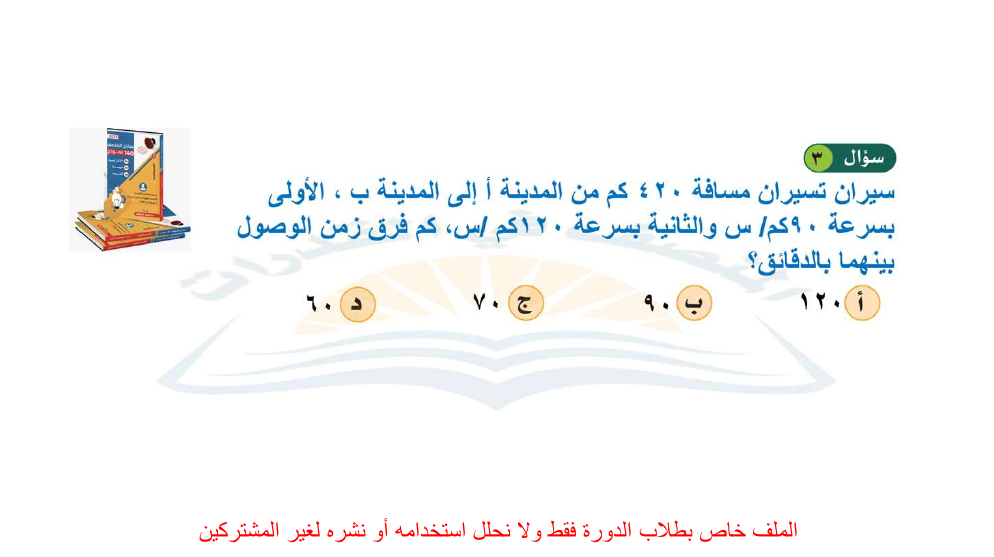 سؤال ٣
سيران تسيران مسافة ٤٢٠ كم من المدينة أ إلى المدينة ب ، الأولى
بسرعة ٩٠كم/ س والثانية بسرعة ١٢٠كم /س، كم فرق زمن الوصول
بينهما بالدقائق؟
أ ١٢٠ ب ٩٠ ج ٧٠ د ٦٠
الملف خاص بطلاب الدورة فقط ولا نحلل استخدامه أو نشره لغير المشتركين